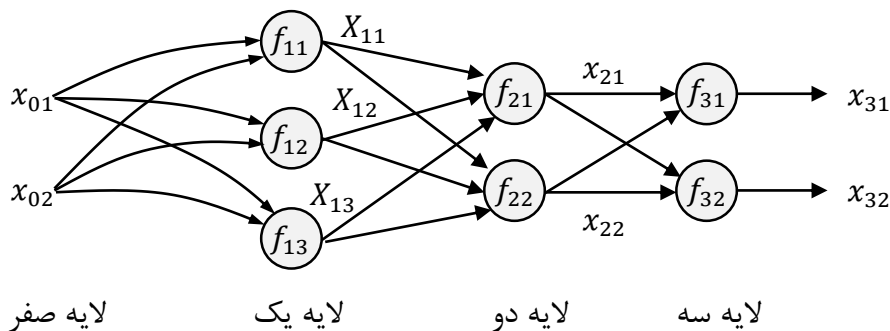 f₁₁ X₁₁
x₀₁ f₂₁ x₂₁ f₃₁ x₃₁
X₁₂
f₁₂
x₀₂ X₁₃ f₂₂ x₂₂ f₃₂ x₃₂
f₁₃
لایه صفر لایه یک لایه دو لایه سه